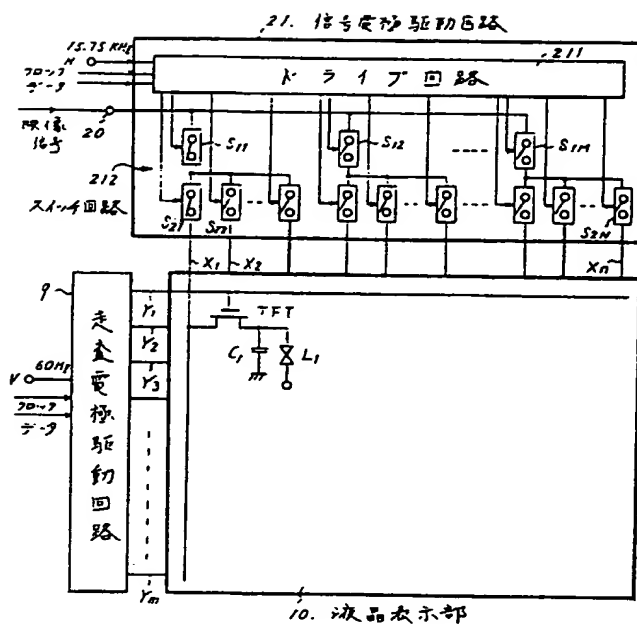 21. 信号電極駆動回路
15.75 KHz
H
211
クロック
データ
ドライブ回路
映像
信号
20
S11
S12
S1M
212
スイッチ回路
S21
S22
S2N
X1
X2
Xn
9
走査電極駆動回路
Y1
Y2
Y3
Ym
TFT
C1
L1
V
60Hz
クロック
データ
10. 液晶表示部